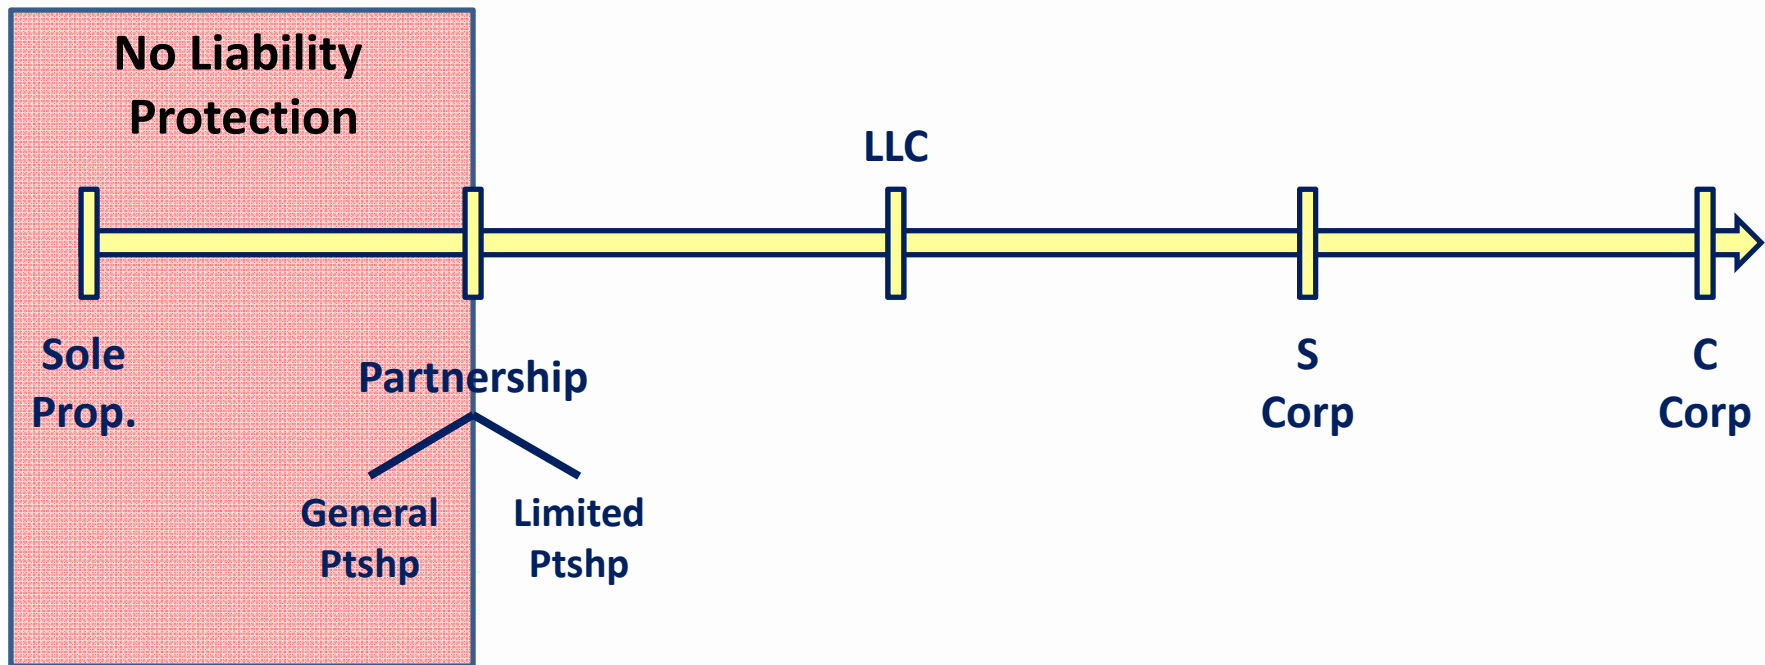 No Liability
Protection
LLC
Sole
Prop.
Partnership
S
Corp
C
Corp
General
Ptshp
Limited
Ptshp